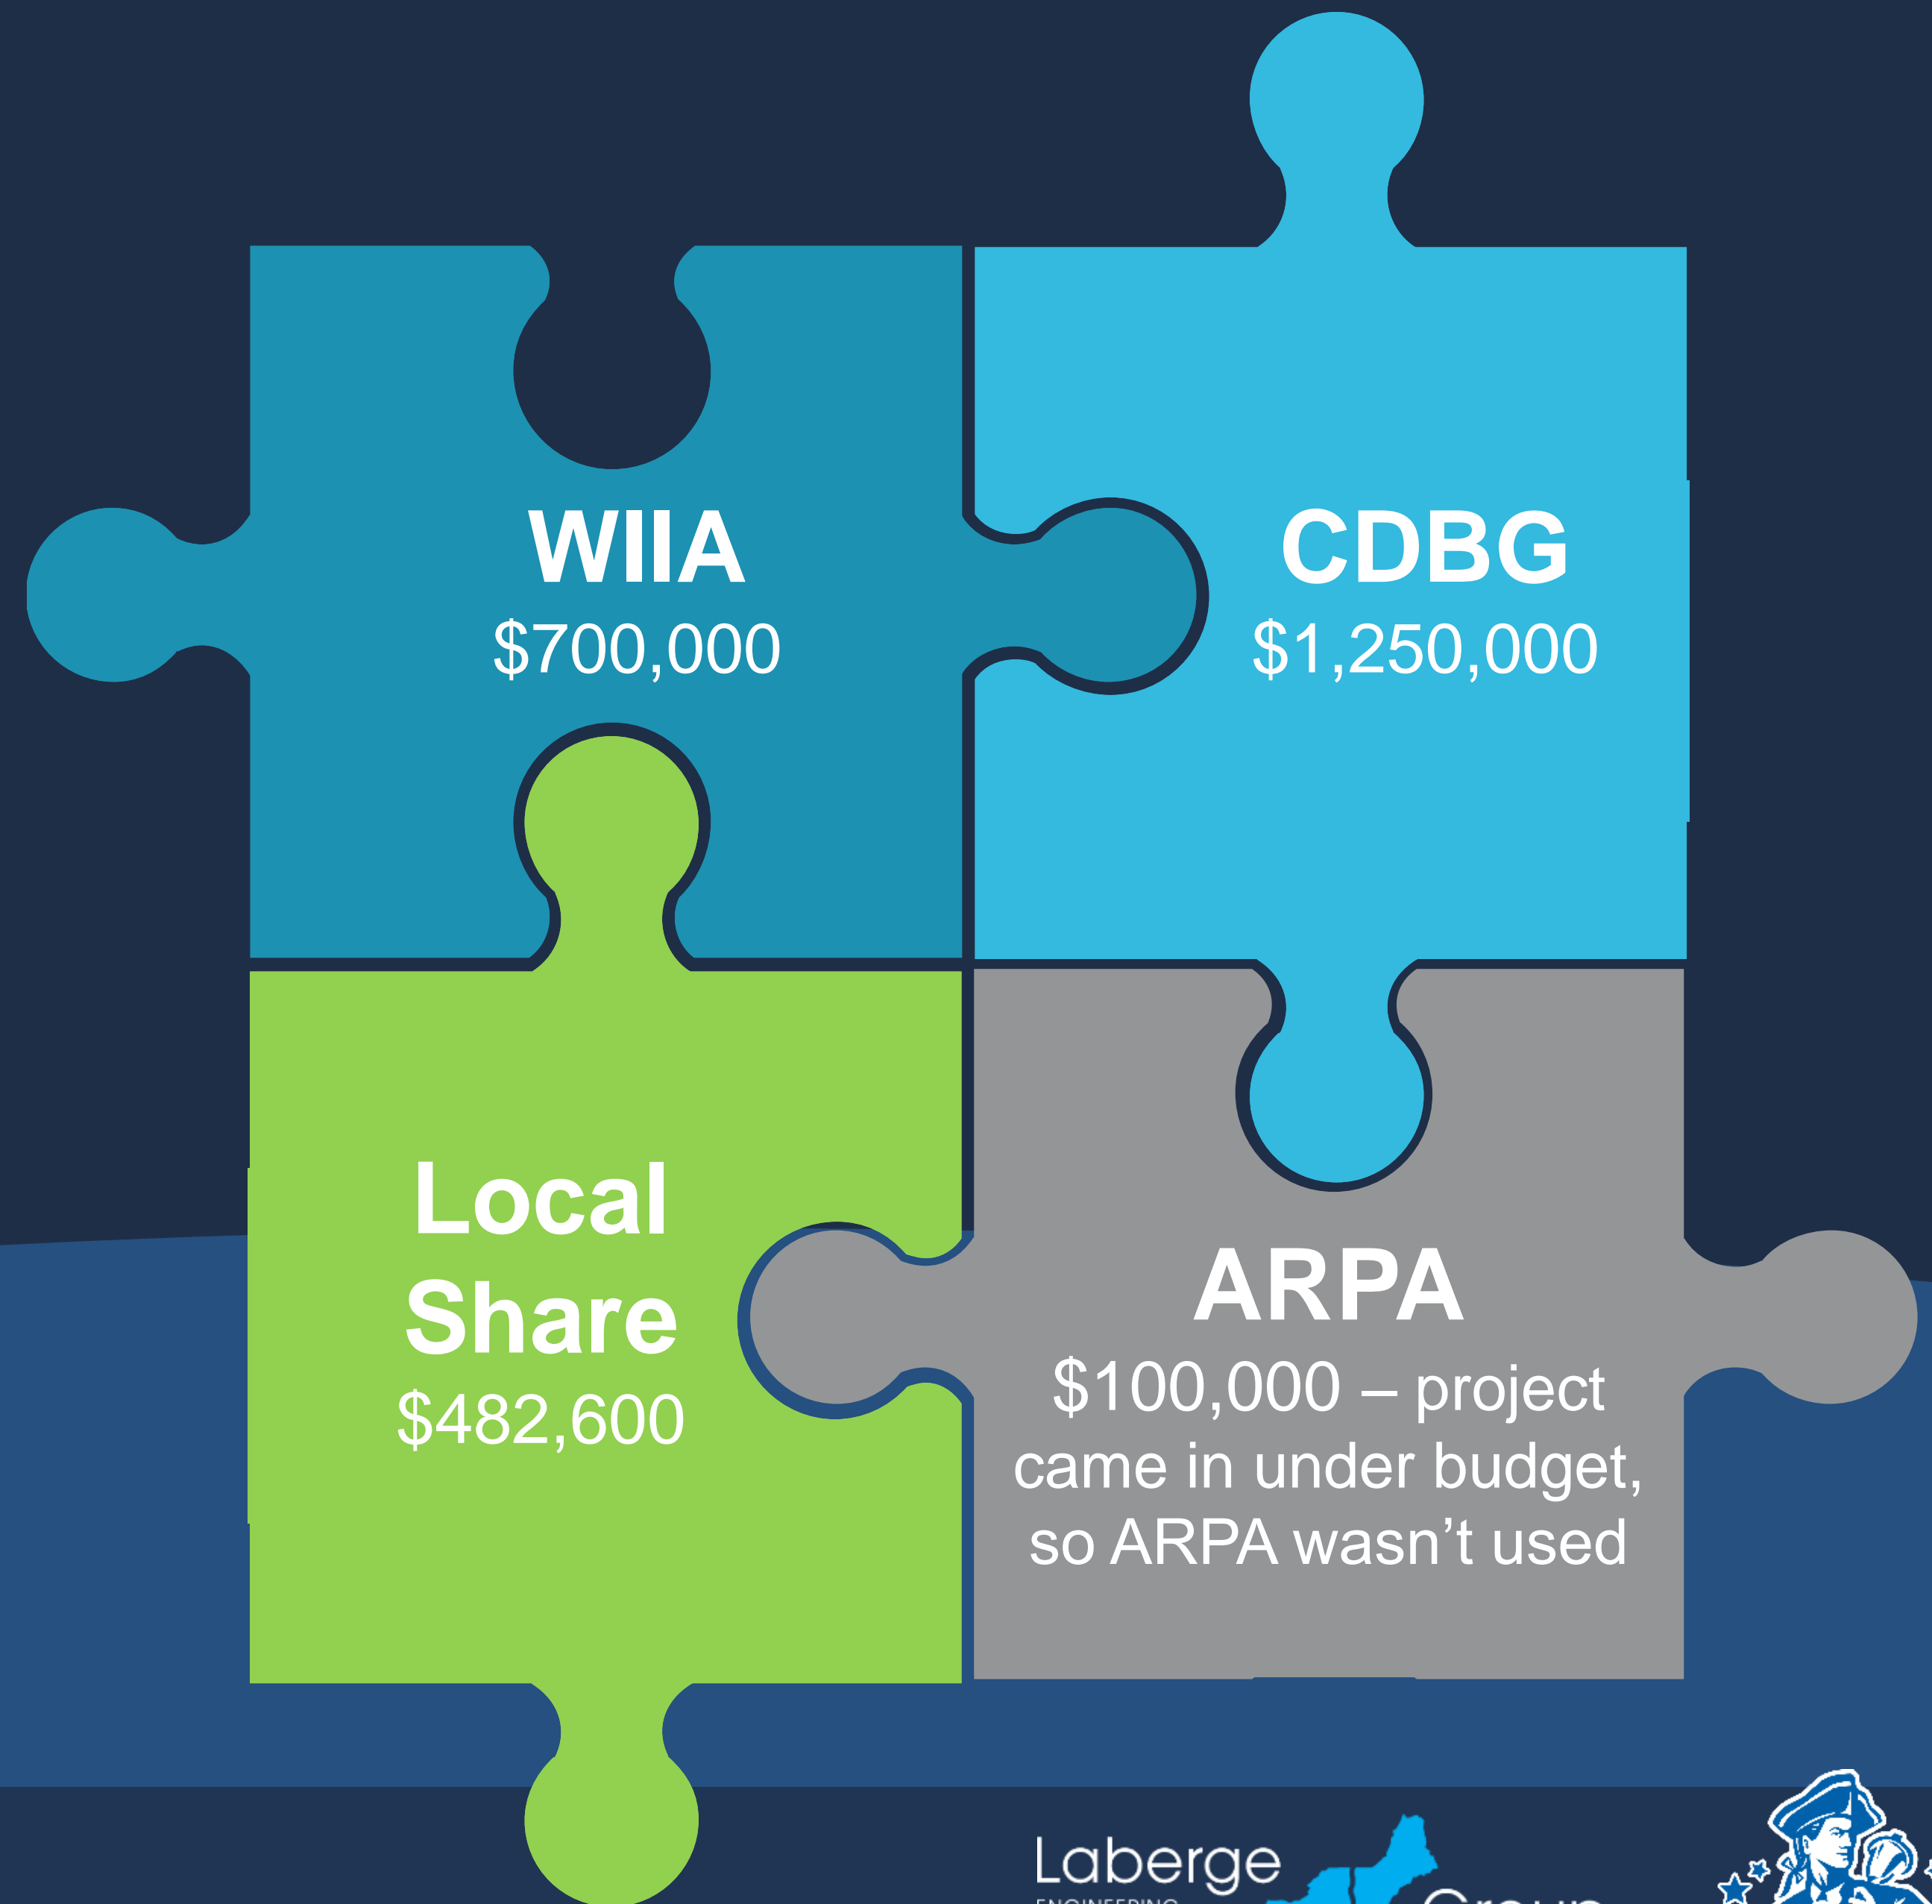 WIIA
$700,000
CDBG
$1,250,000
Local
Share
$482,600
ARPA
$100,000 – project
came in under budget,
so ARPA wasn’t used
Laberge